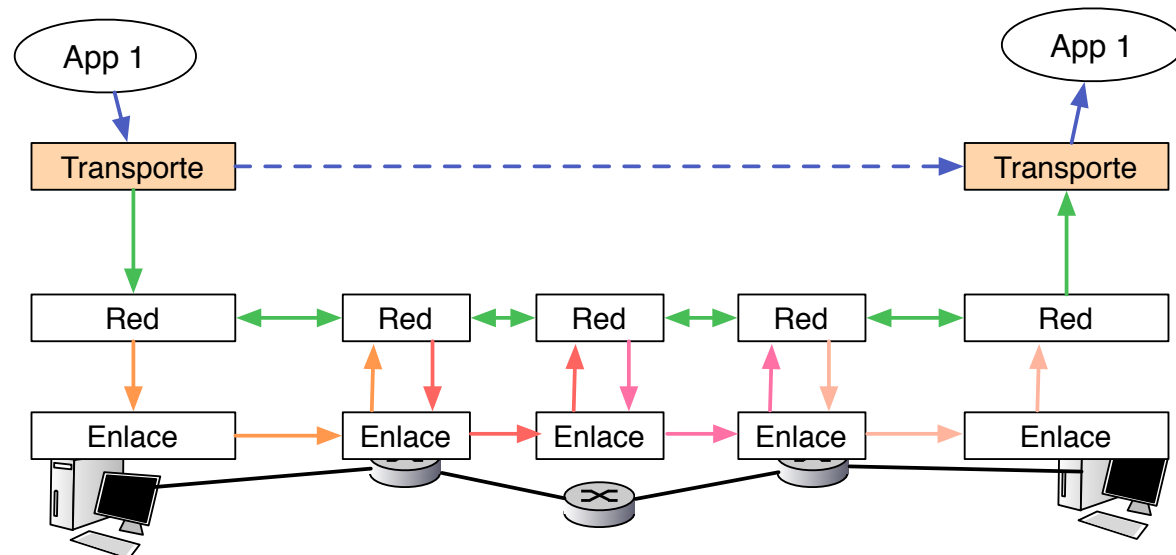 App 1
App 1
Transporte
Transporte
Red
Red
Red
Red
Red
Enlace
Enlace
Enlace
Enlace
Enlace